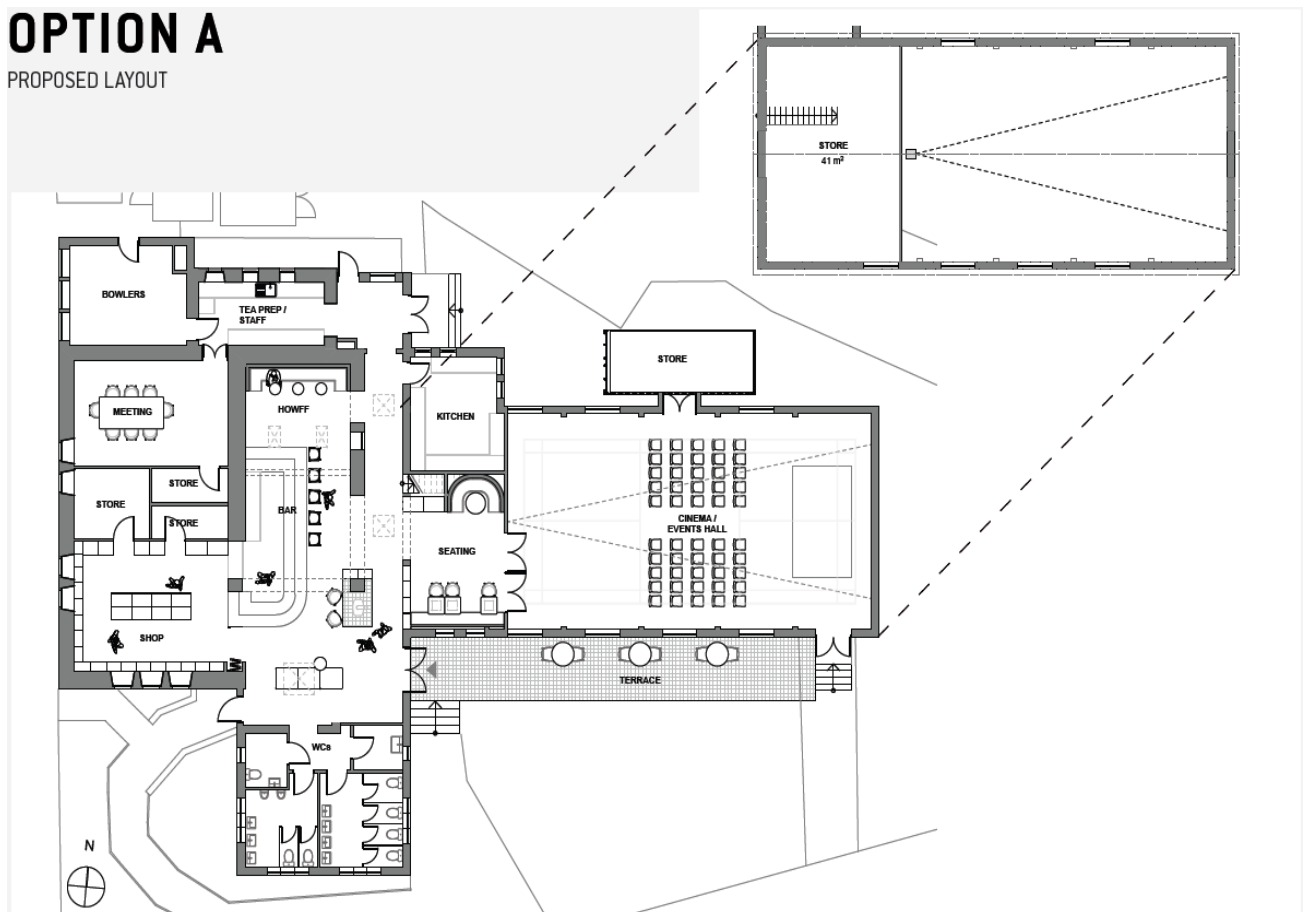 OPTION A
PROPOSED LAYOUT
STORE
41 m²
BOWLERS
TEA PREP /
STAFF
STORE
MEETING
HOWFF
KITCHEN
STORE
STORE
BAR
STORE
CINEMA /
EVENTS HALL
SEATING
SHOP
TERRACE
WCs
N